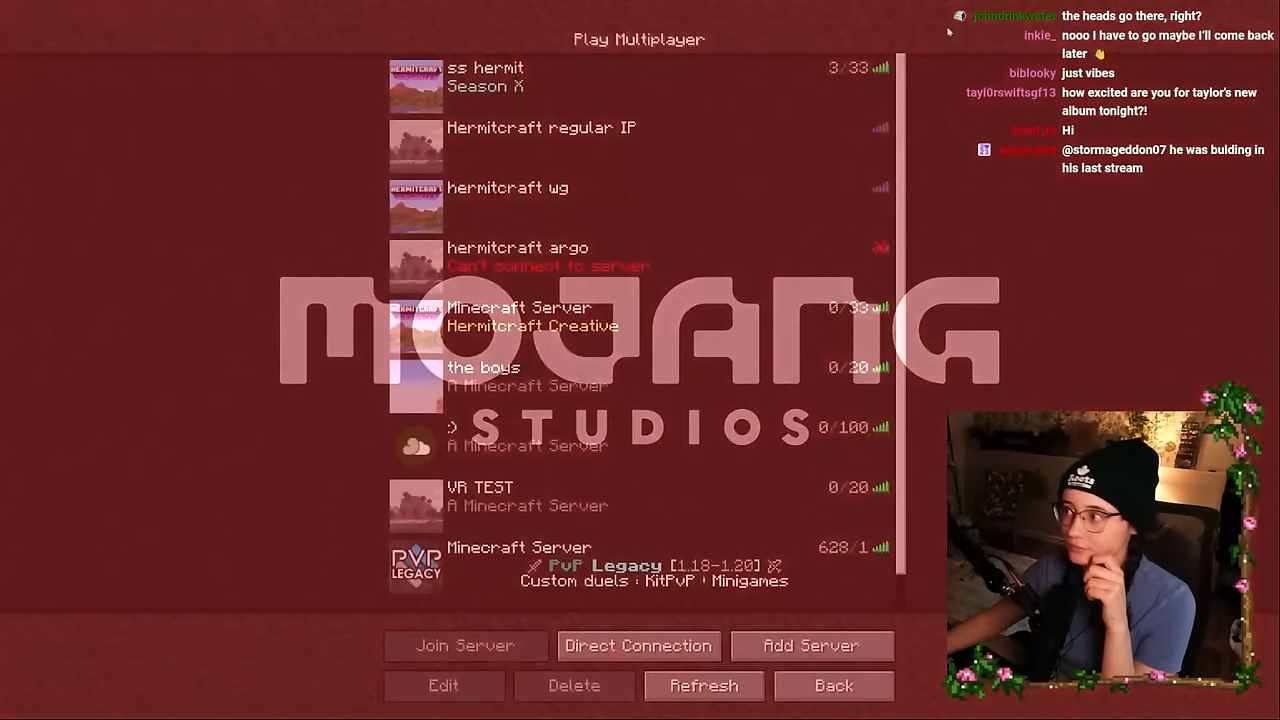 Play Multiplayer
ss hermit
3/33
Season X
Hermitcraft regular IP
hermitcraft wg
hermitcraft argo
Can't connect to server
Minecraft Server
0/33
Hermitcraft Creative
the boys
0/20
A Minecraft Server
:)
0/100
A Minecraft Server
VR TEST
0/20
A Minecraft Server
Minecraft Server
628/1
PvP Legacy [1.18-1.20]
Custom duels : KitPvP : Minigames
HERMITCRAFT
HERMITCRAFT
HERMITCRAFT
PVP
LEGACY
MOJANG
STUDIOS
Join Server
Direct Connection
Add Server
Edit
Delete
Refresh
Back
johndrinkwater the heads go there, right?
inkie_ nooo I have to go maybe I'll come back
later 👋
biblooky just vibes
tayl0rswiftsgf13 how excited are you for taylor's new
album tonight?!
Hi
@stormageddon07 he was bulding in
his last stream
Roots